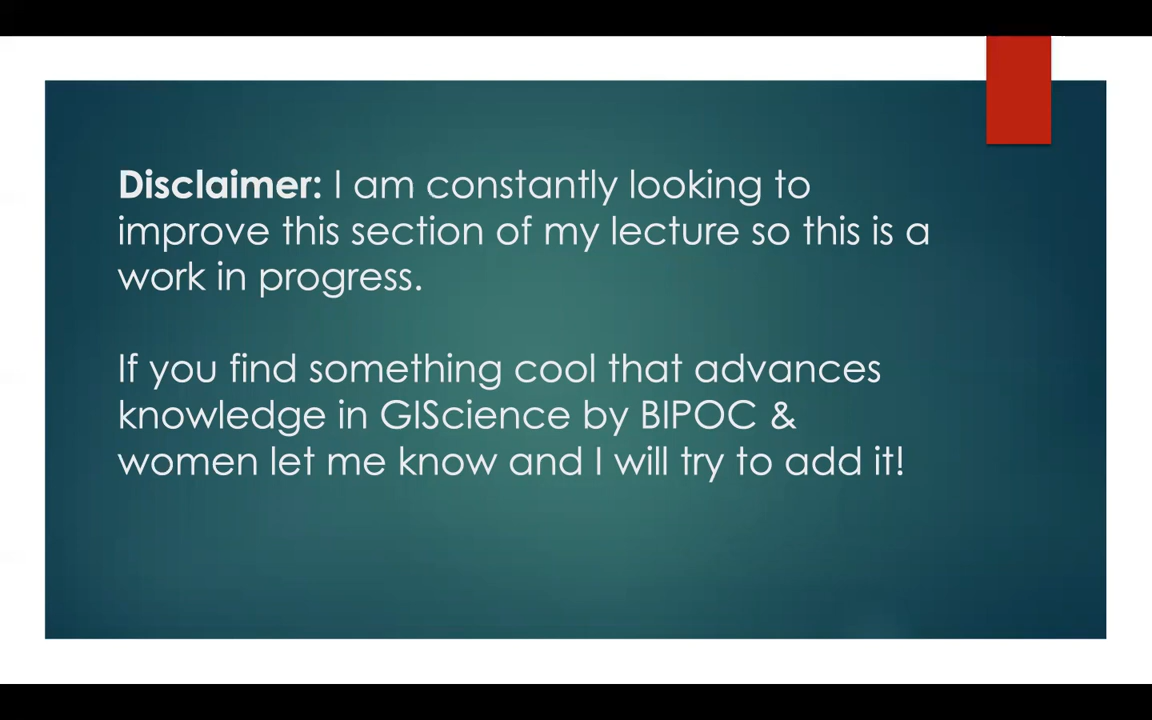 Disclaimer: I am constantly looking to
improve this section of my lecture so this is a
work in progress.
If you find something cool that advances
knowledge in GIScience by BIPOC &
women let me know and I will try to add it!